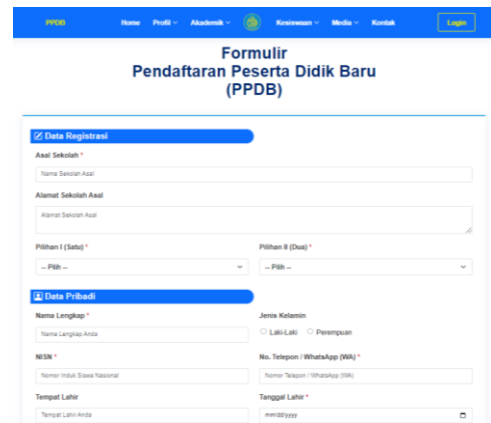 PPDB Home Profil Akademik Kesiswaan Media Kontak Login
Formulir
Pendaftaran Peserta Didik Baru
(PPDB)
Data Registrasi
Asal Sekolah *
Nama Sekolah Asal
Alamat Sekolah Asal
Alamat Sekolah Asal
Pilihan I (Satu) * Pilihan II (Dua) *
-- Pilih -- -- Pilih --
Data Pribadi
Nama Lengkap * Jenis Kelamin
Nama Lengkap Anda Laki-Laki Perempuan
NISN * No. Telepon / WhatsApp (WA) *
Nomor Induk Siswa Nasional Nomor Telepon / WhatsApp (WA)
Tempat Lahir Tanggal Lahir *
Tempat Lahir Anda mm/dd/yyyy